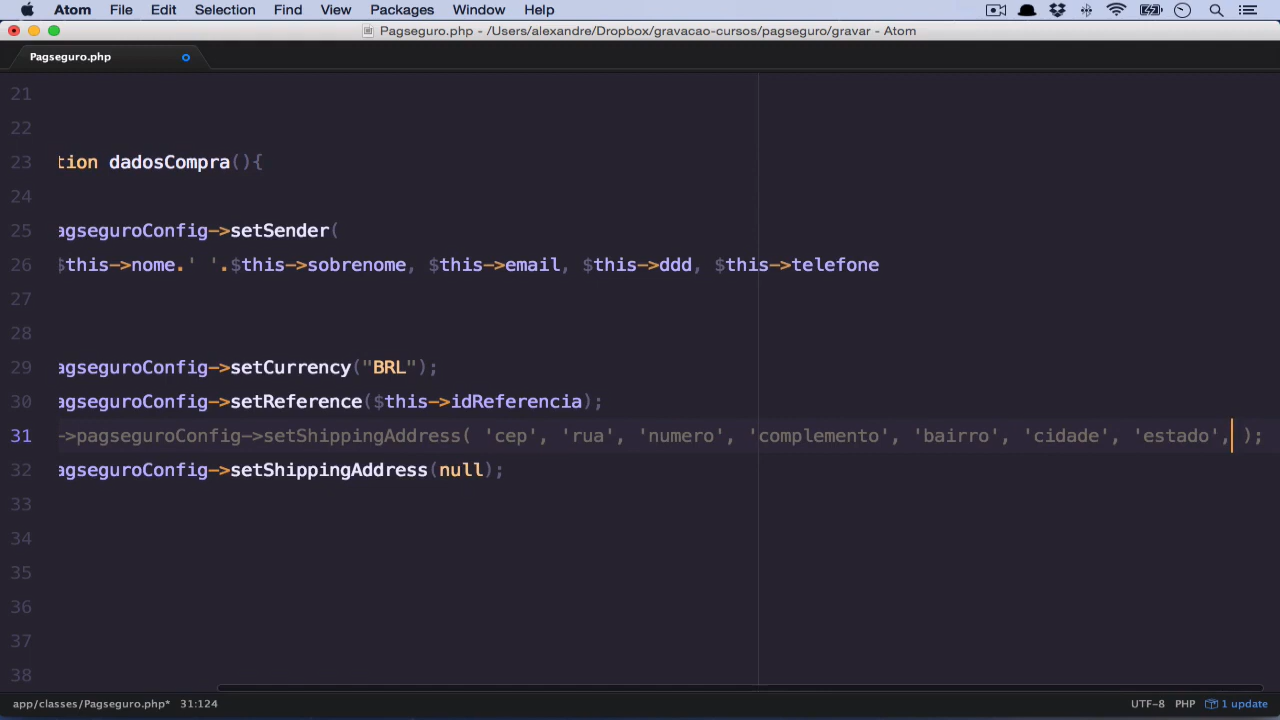 Atom File Edit Selection Find View Packages Window Help
Pagseguro.php - /Users/alexandre/Dropbox/gravacao-cursos/pagseguro/gravar - Atom
Pagseguro.php
21
22
23 tion dadosCompra(){
24
25 agseguroConfig->setSender(
26 $this->nome.' '.$this->sobrenome, $this->email, $this->ddd, $this->telefone
27
28
29 agseguroConfig->setCurrency("BRL");
30 agseguroConfig->setReference($this->idReferencia);
31 ->pagseguroConfig->setShippingAddress( 'cep', 'rua', 'numero', 'complemento', 'bairro', 'cidade', 'estado', );
32 agseguroConfig->setShippingAddress(null);
33
34
35
36
37
38
app/classes/Pagseguro.php* 31:124 UTF-8 PHP 1 update